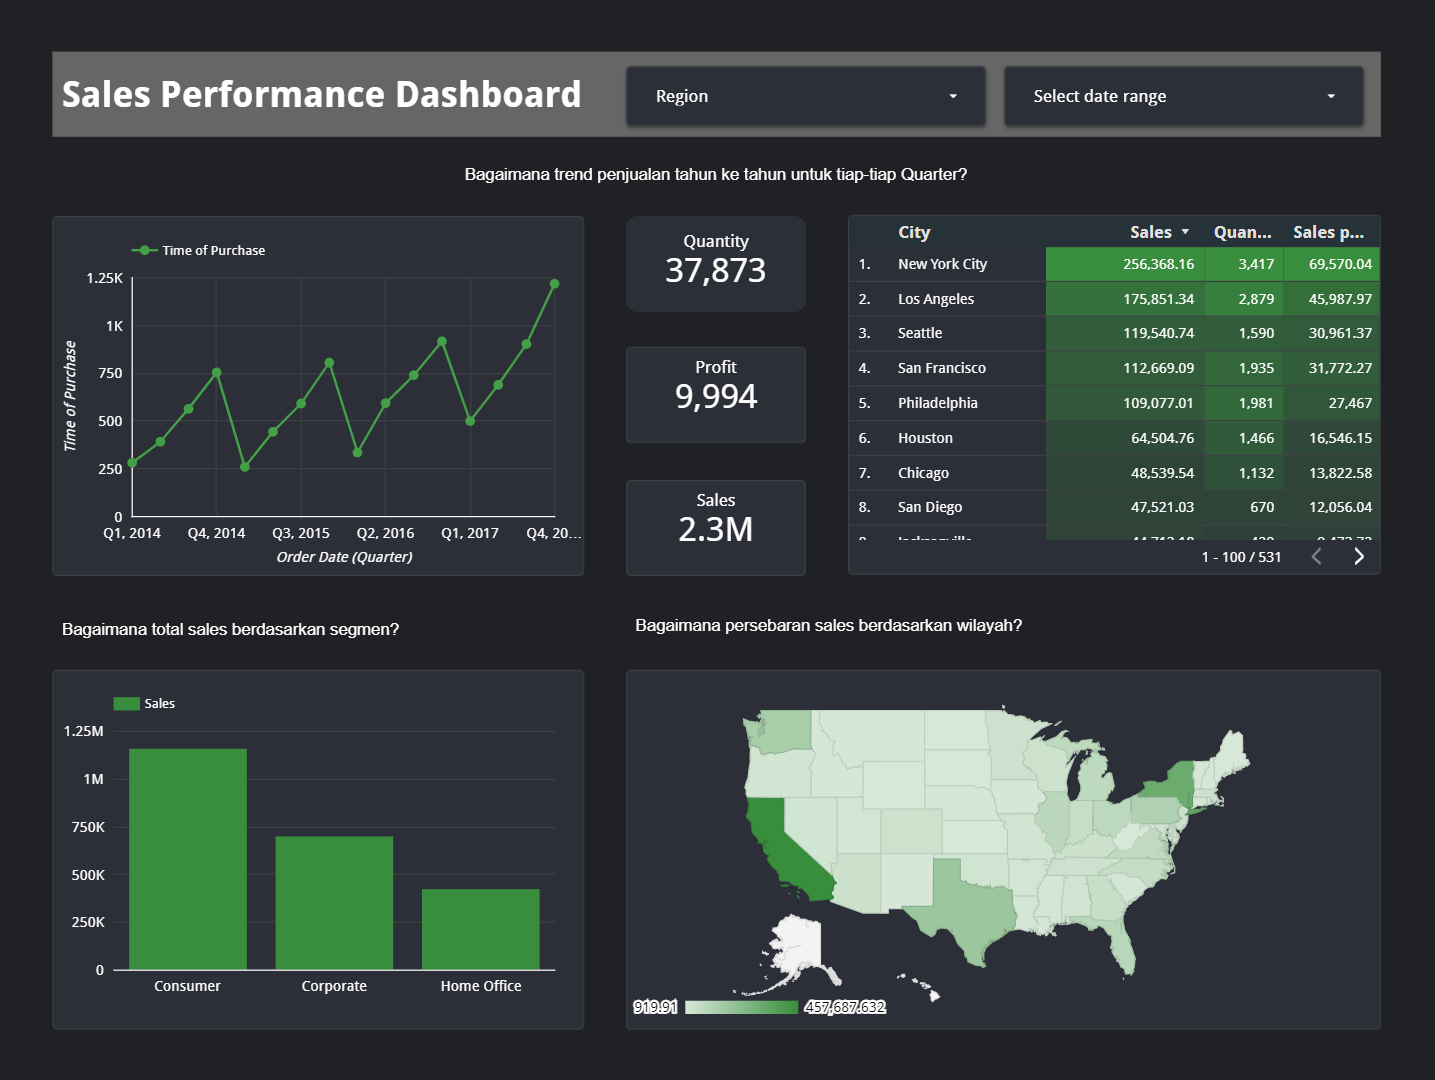 Sales Performance Dashboard
Region
Select date range
Bagaimana trend penjualan tahun ke tahun untuk tiap-tiap Quarter?
Time of Purchase
1.25K
1K
750
500
250
0
Time of Purchase
Q1, 2014 Q4, 2014 Q3, 2015 Q2, 2016 Q1, 2017 Q4, 20...
Order Date (Quarter)
Quantity
37,873
Profit
9,994
Sales
2.3M
City Sales Quan... Sales p...
1. New York City 256,368.16 3,417 69,570.04
2. Los Angeles 175,851.34 2,879 45,987.97
3. Seattle 119,540.74 1,590 30,961.37
4. San Francisco 112,669.09 1,935 31,772.27
5. Philadelphia 109,077.01 1,981 27,467
6. Houston 64,504.76 1,466 16,546.15
7. Chicago 48,539.54 1,132 13,822.58
8. San Diego 47,521.03 670 12,056.04
1 - 100 / 531
Bagaimana total sales berdasarkan segmen?
Sales
1.25M
1M
750K
500K
250K
0
Consumer Corporate Home Office
Bagaimana persebaran sales berdasarkan wilayah?
919.91 457,687.632